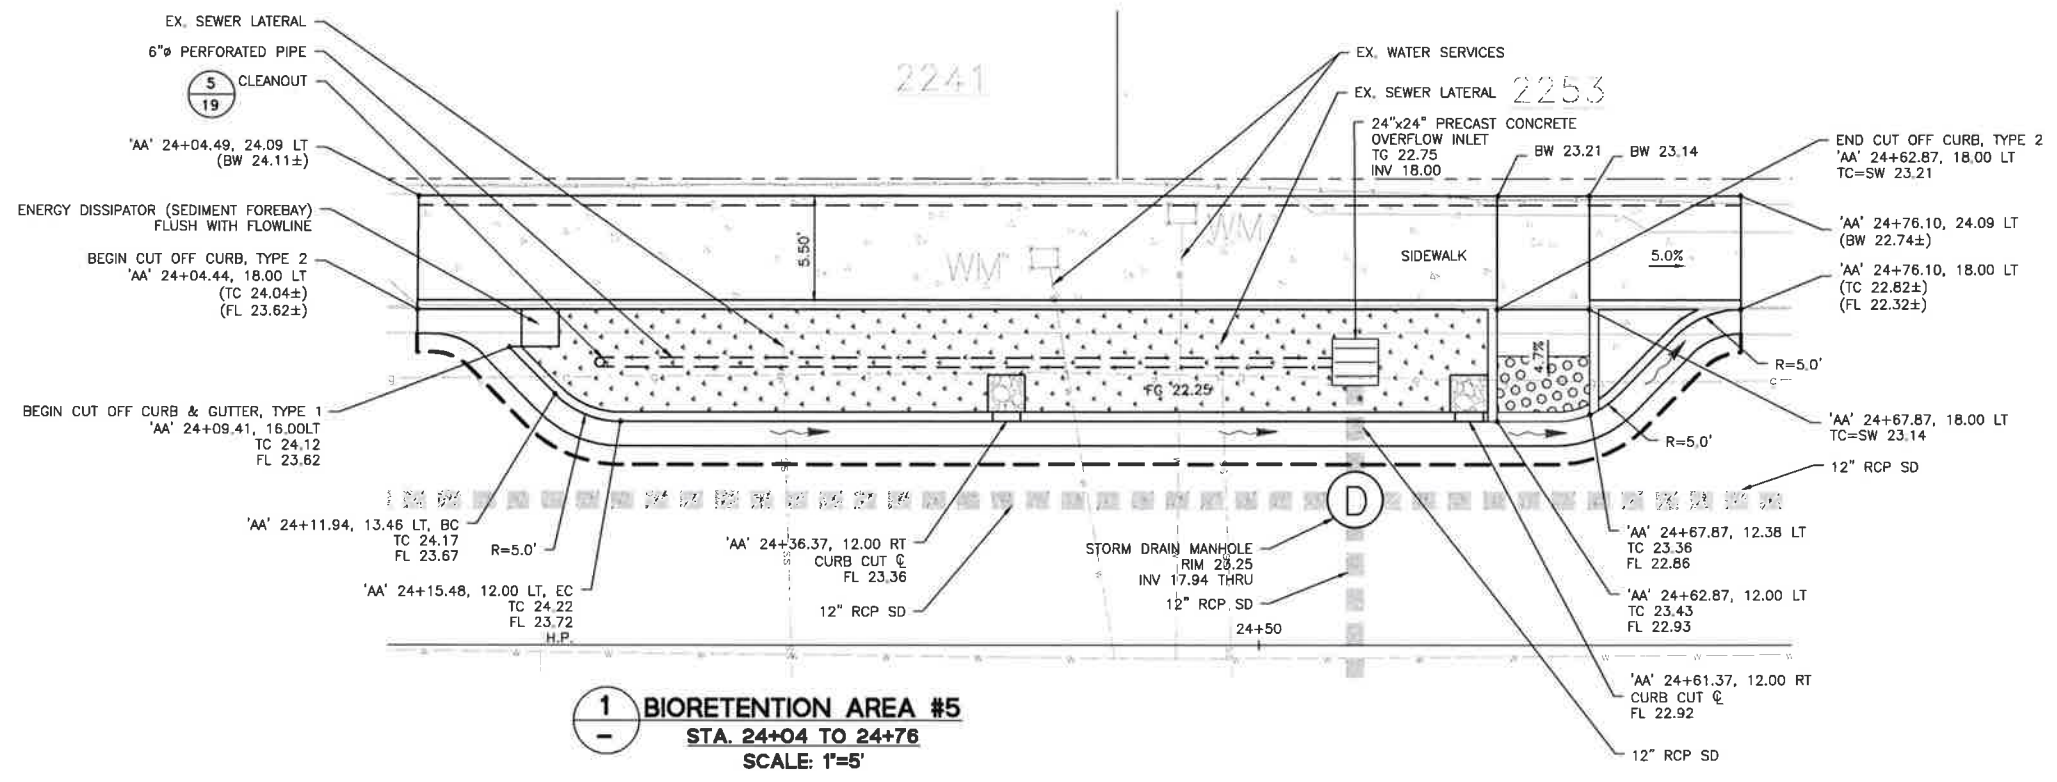 EX. SEWER LATERAL
6"ø PERFORATED PIPE
5
19
CLEANOUT
'AA' 24+04.49, 24.09 LT
(BW 24.11±)
ENERGY DISSIPATOR (SEDIMENT FOREBAY)
FLUSH WITH FLOWLINE
BEGIN CUT OFF CURB, TYPE 2
'AA' 24+04.44, 18.00 LT
(TC 24.04±)
(FL 23.62±)
BEGIN CUT OFF CURB & GUTTER, TYPE 1
'AA' 24+09.41, 16.00LT
TC 24.12
FL 23.62
'AA' 24+11.94, 13.46 LT, BC
TC 24.17
FL 23.67
R=5.0'
'AA' 24+15.48, 12.00 LT, EC
TC 24.22
FL 23.72
H.P.
2241
2253
EX. WATER SERVICES
EX. SEWER LATERAL
24"x24" PRECAST CONCRETE
OVERFLOW INLET
TG 22.75
INV 18.00
BW 23.21
BW 23.14
END CUT OFF CURB, TYPE 2
'AA' 24+62.87, 18.00 LT
TC=SW 23.21
'AA' 24+76.10, 24.09 LT
(BW 22.74±)
'AA' 24+76.10, 18.00 LT
(TC 22.82±)
(FL 22.32±)
5.50'
WM
WM
SIDEWALK
5.0%
4.7%
FG 22.25
R=5.0'
R=5.0'
'AA' 24+67.87, 18.00 LT
TC=SW 23.14
12" RCP SD
D
'AA' 24+36.37, 12.00 RT
CURB CUT ℄
FL 23.36
12" RCP SD
STORM DRAIN MANHOLE
RIM 23.25
INV 17.94 THRU
12" RCP SD
24+50
'AA' 24+67.87, 12.38 LT
TC 23.36
FL 22.86
'AA' 24+62.87, 12.00 LT
TC 23.43
FL 22.93
'AA' 24+61.37, 12.00 RT
CURB CUT ℄
FL 22.92
12" RCP SD
1
–
BIORETENTION AREA #5
STA. 24+04 TO 24+76
SCALE: 1"=5'